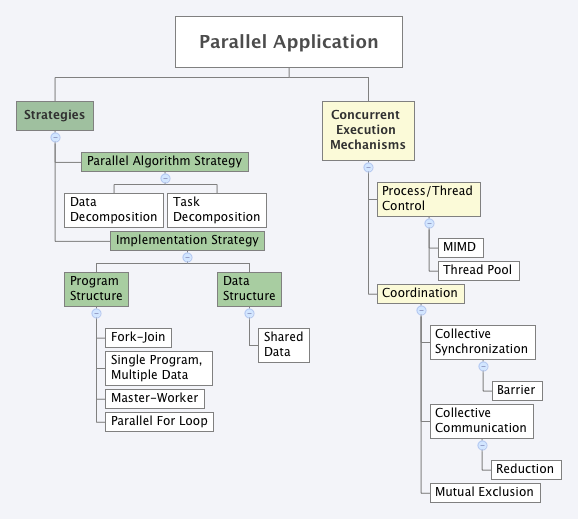 Parallel Application
Strategies
Parallel Algorithm Strategy
Data
Decomposition
Task
Decomposition
Implementation Strategy
Program
Structure
Fork-Join
Single Program,
Multiple Data
Master-Worker
Parallel For Loop
Data
Structure
Shared
Data
Concurrent
Execution
Mechanisms
Process/Thread
Control
MIMD
Thread Pool
Coordination
Collective
Synchronization
Barrier
Collective
Communication
Reduction
Mutual Exclusion